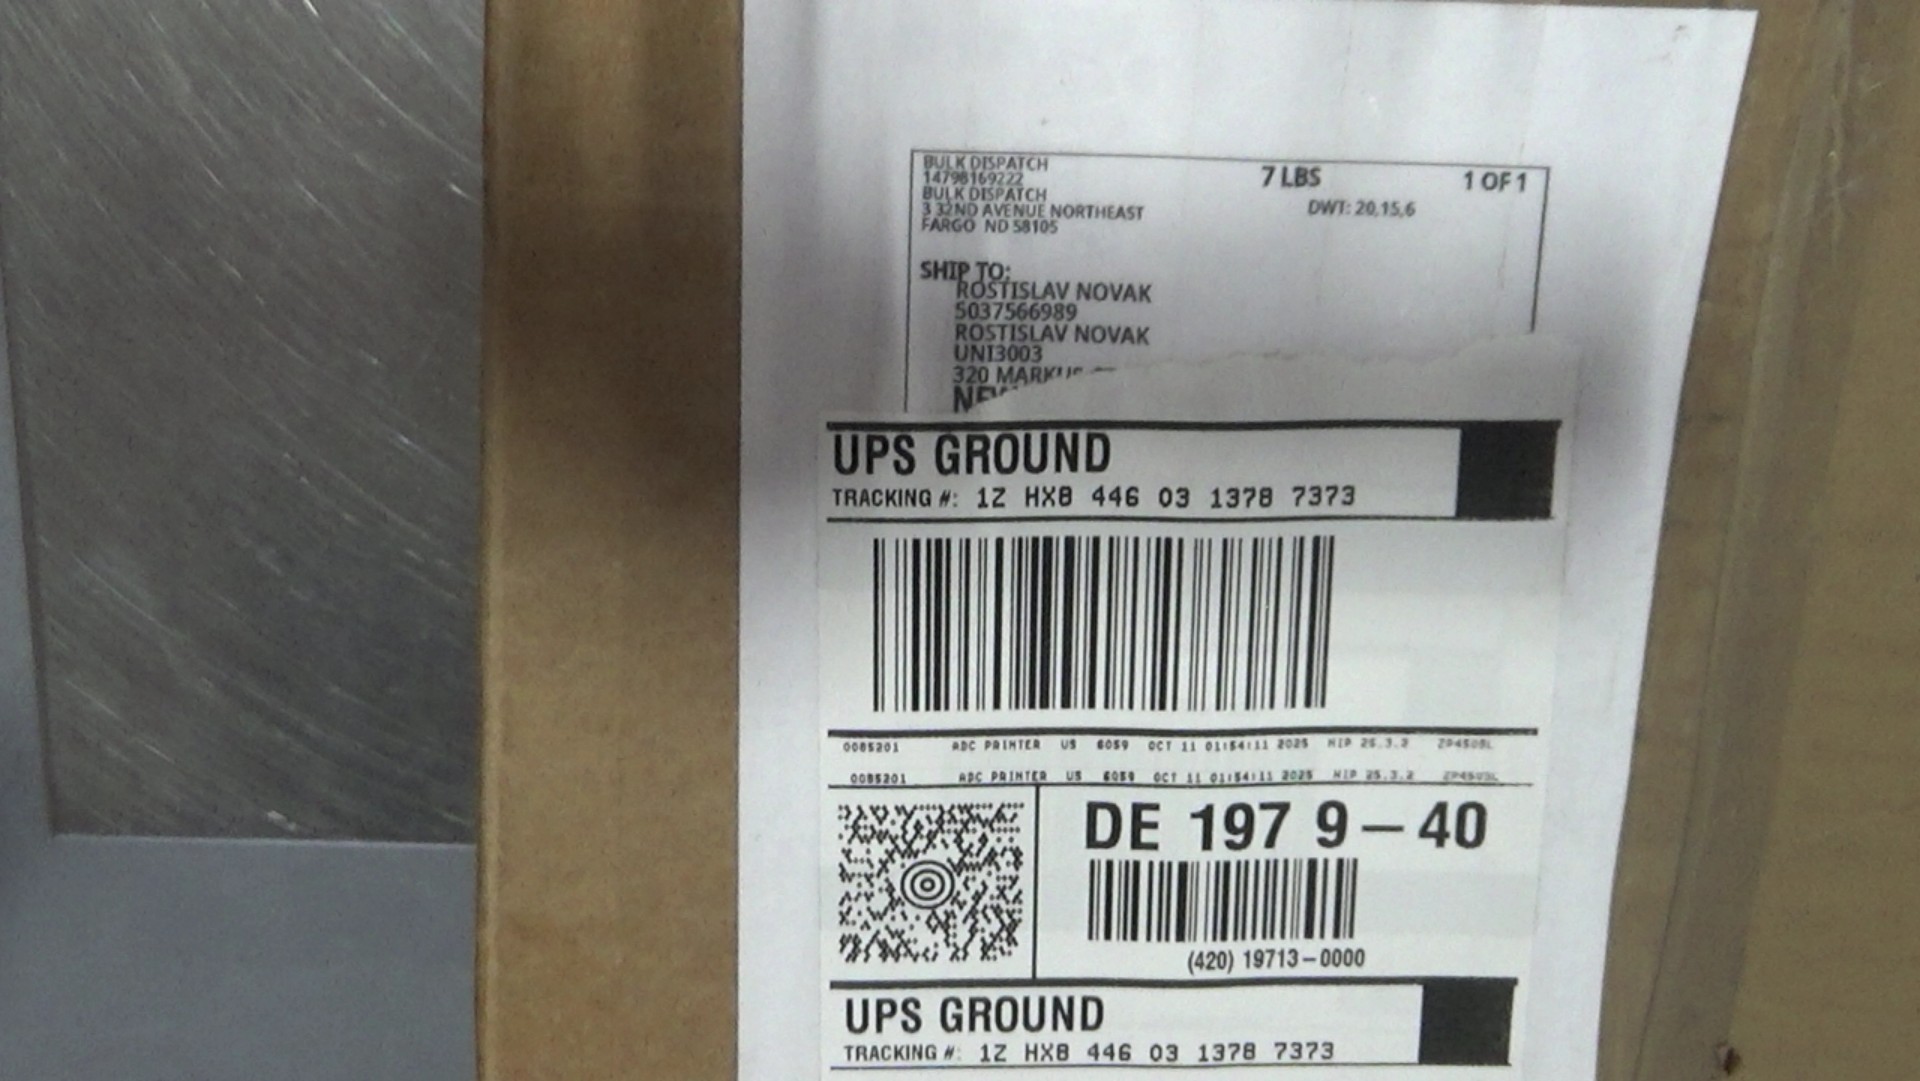 BULK DISPATCH
14798169222
BULK DISPATCH
3 32ND AVENUE NORTHEAST
FARGO ND 58105
7 LBS
1 OF 1
DWT: 20,15,6
SHIP TO:
ROSTISLAV NOVAK
5037566989
ROSTISLAV NOVAK
UNI3003
320
UPS GROUND
TRACKING #: 1Z HX8 446 03 1378 7373
0085201 ADC PRINTER US 6059 OCT 11 01:54:11 2025 HIP 25.3.2
0085201 ADC PRINTER US 6059 OCT 11 01:54:11 2025 HIP 25.3.2
DE 197 9-40
(420) 19713-0000
UPS GROUND
TRACKING #: 1Z HX8 446 03 1378 7373